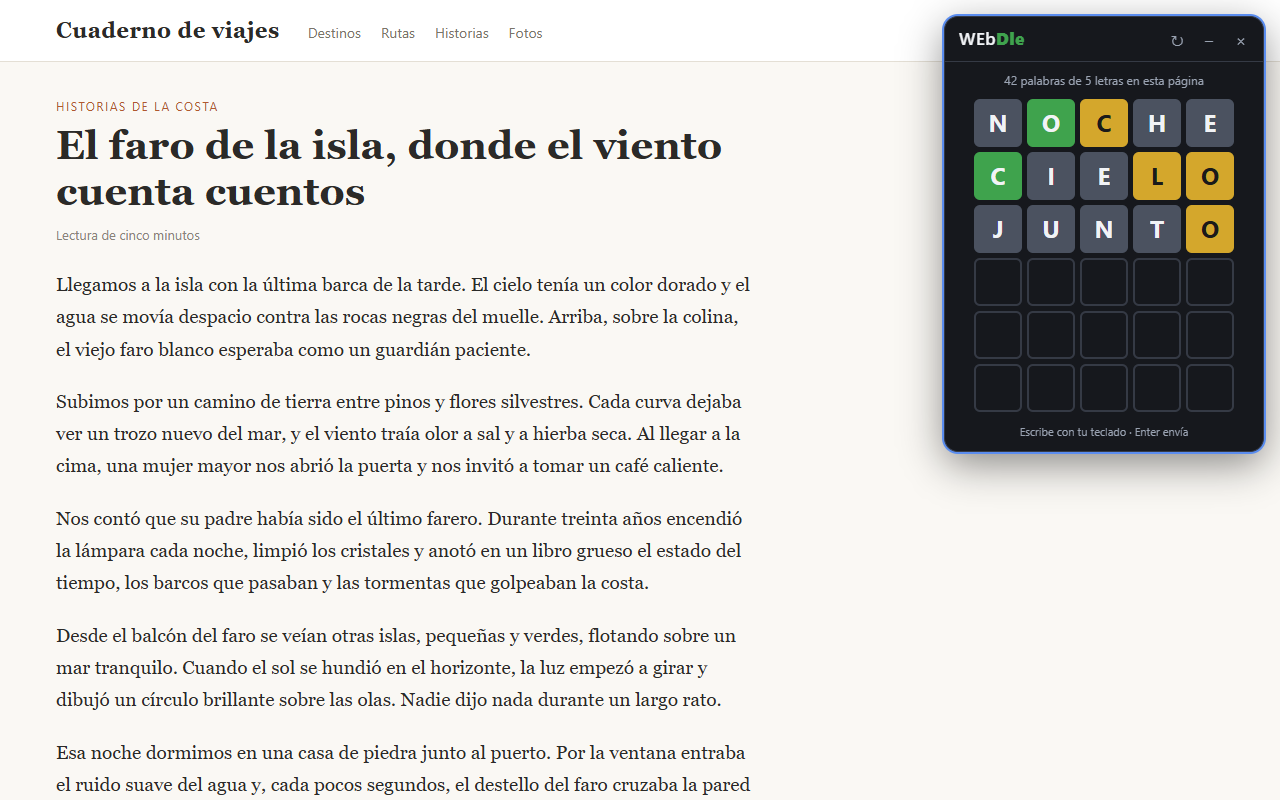 Cuaderno de viajes
Destinos Rutas Historias Fotos
HISTORIAS DE LA COSTA
El faro de la isla, donde el viento
cuenta cuentos
Lectura de cinco minutos
Llegamos a la isla con la última barca de la tarde. El cielo tenía un color dorado y el
agua se movía despacio contra las rocas negras del muelle. Arriba, sobre la colina,
el viejo faro blanco esperaba como un guardián paciente.
Subimos por un camino de tierra entre pinos y flores silvestres. Cada curva dejaba
ver un trozo nuevo del mar, y el viento traía olor a sal y a hierba seca. Al llegar a la
cima, una mujer mayor nos abrió la puerta y nos invitó a tomar un café caliente.
Nos contó que su padre había sido el último farero. Durante treinta años encendió
la lámpara cada noche, limpió los cristales y anotó en un libro grueso el estado del
tiempo, los barcos que pasaban y las tormentas que golpeaban la costa.
Desde el balcón del faro se veían otras islas, pequeñas y verdes, flotando sobre un
mar tranquilo. Cuando el sol se hundió en el horizonte, la luz empezó a girar y
dibujó un círculo brillante sobre las olas. Nadie dijo nada durante un largo rato.
Esa noche dormimos en una casa de piedra junto al puerto. Por la ventana entraba
el ruido suave del agua y, cada pocos segundos, el destello del faro cruzaba la pared
WEbDle
42 palabras de 5 letras en esta página
N O C H E
C I E L O
J U N T O
Escribe con tu teclado · Enter envía